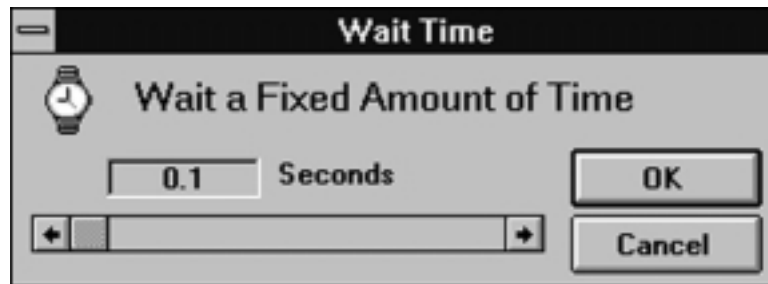 Wait Time
Wait a Fixed Amount of Time
0.1 Seconds
OK
Cancel